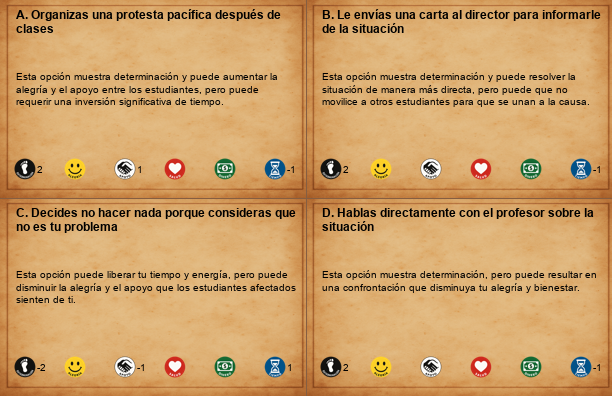 A. Organizas una protesta pacífica después de
clases
Esta opción muestra determinación y puede aumentar la
alegría y el apoyo entre los estudiantes, pero puede
requerir una inversión significativa de tiempo.
2 1 -1
B. Le envías una carta al director para informarle
de la situación
Esta opción muestra determinación y puede resolver la
situación de manera más directa, pero puede que no
movilice a otros estudiantes para que se unan a la causa.
2 -1
C. Decides no hacer nada porque consideras que
no es tu problema
Esta opción puede liberar tu tiempo y energía, pero puede
disminuir la alegría y el apoyo que los estudiantes afectados
sienten de ti.
-2 -1 1
D. Hablas directamente con el profesor sobre la
situación
Esta opción muestra determinación, pero puede resultar en
una confrontación que disminuya tu alegría y bienestar.
2 -1